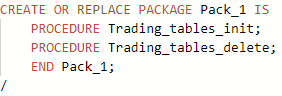 CREATE OR REPLACE PACKAGE Pack_1 IS
    PROCEDURE Trading_tables_init;
    PROCEDURE Trading_tables_delete;
    END Pack_1;
/